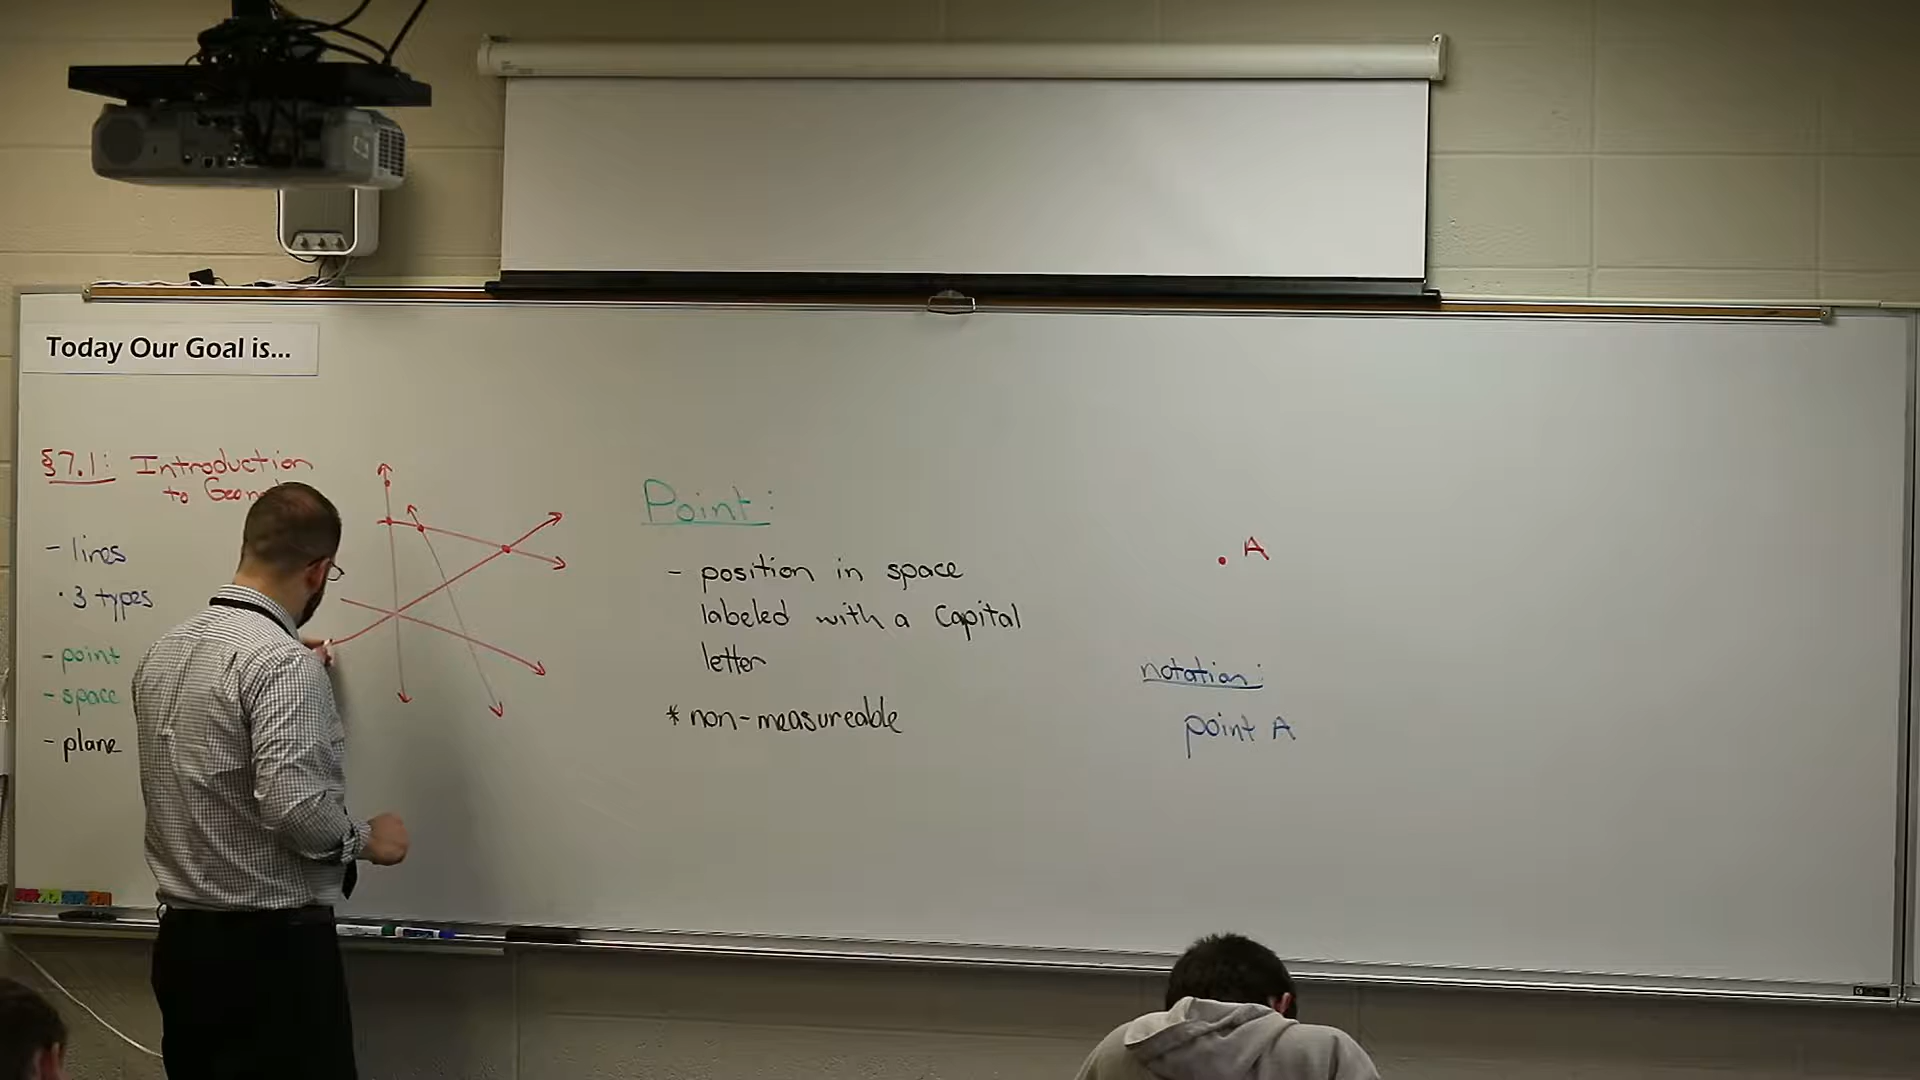 Today Our Goal is...
§7.1: Introduction
to
- lines
· 3 types
- point
- space
- plane
Point:
- position in space
labeled with a Capital
letter
* non-measureable
A
notation:
point A